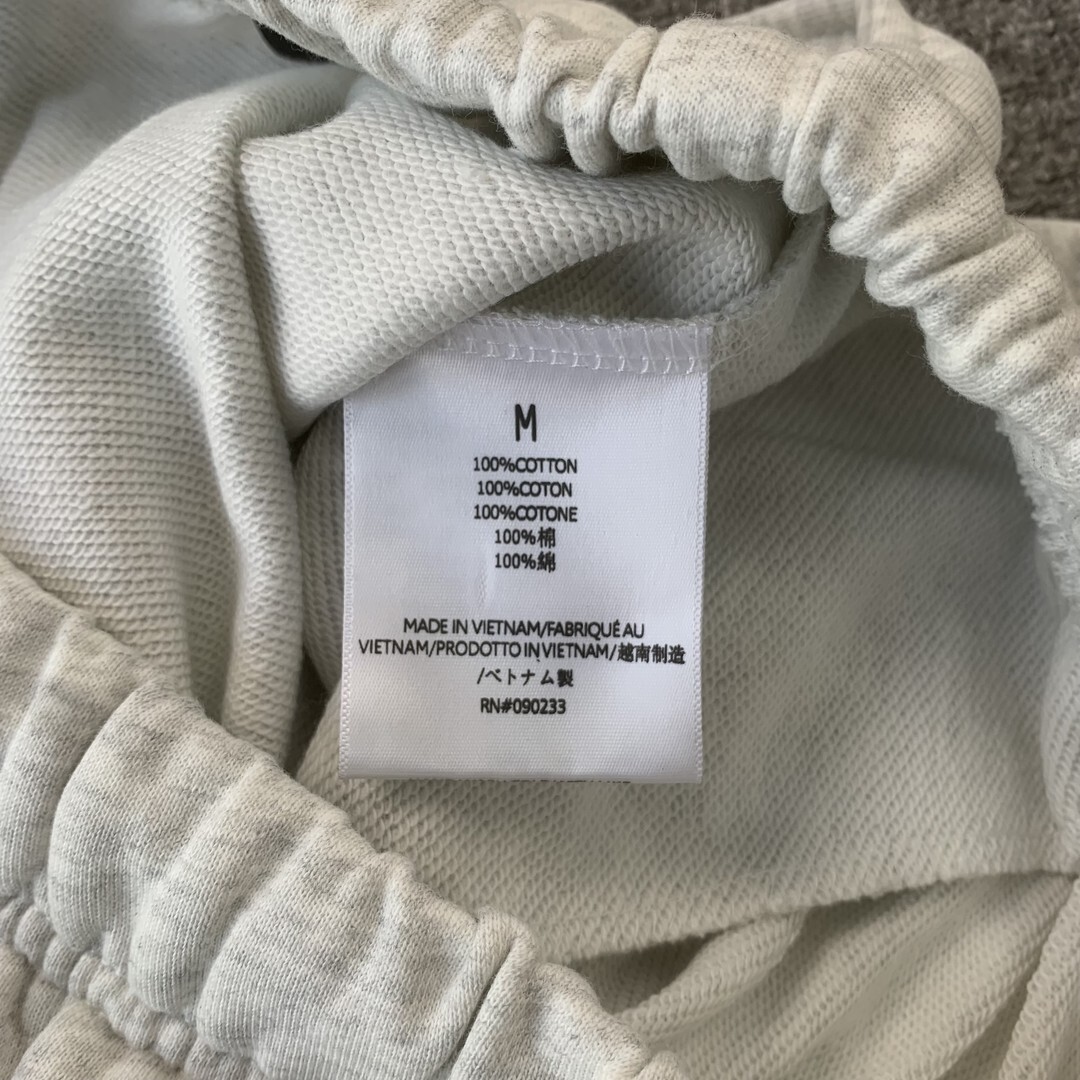 M
100%COTTON
100%COTON
100%COTONE
100%棉
100%綿
MADE IN VIETNAM/FABRIQUÉ AU
VIETNAM/PRODOTTO IN VIETNAM/越南制造
/ベトナム製
RN#090233